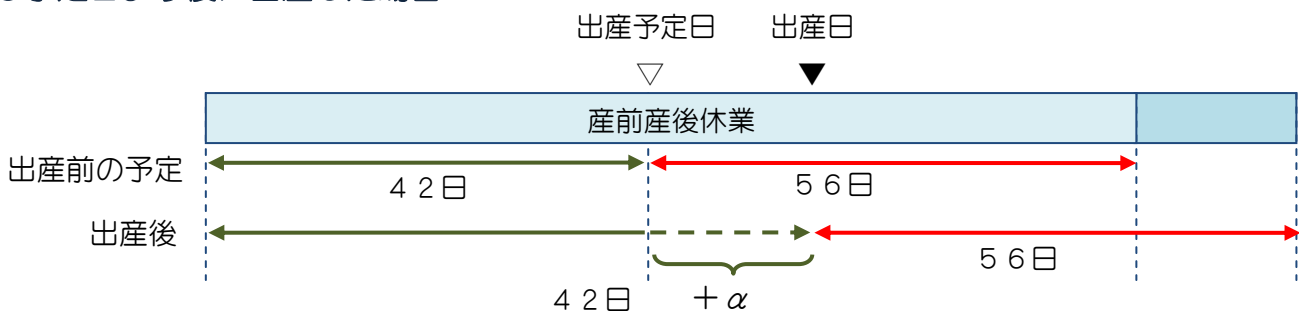 出産予定日 出産日
産前産後休業
出産前の予定 42日 56日
出産後 56日
42日 +α